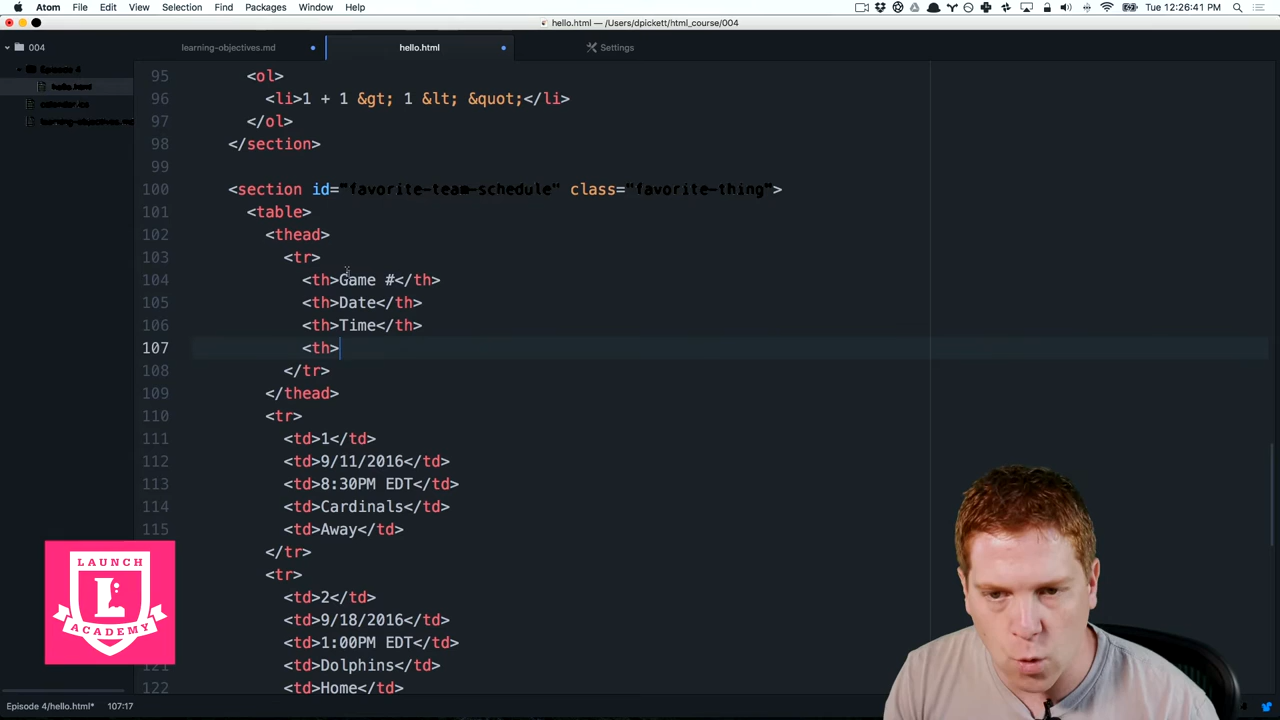 Atom File Edit View Selection Find Packages Window Help
Tue 12:26:41 PM
hello.html — /Users/dpickett/html_course/004
004
learning-objectives.md
hello.html
Settings
Episode 4
hello.html
learning-objectives.md
95 <ol>
96 <li>1 + 1 &gt; 1 &lt; &quot;</li>
97 </ol>
98 </section>
99
100 <section id="favorite-team-schedule" class="favorite-thing">
101 <table>
102 <thead>
103 <tr>
104 <th>Game #</th>
105 <th>Date</th>
106 <th>Time</th>
107 <th>
108 </tr>
109 </thead>
110 <tr>
111 <td>1</td>
112 <td>9/11/2016</td>
113 <td>8:30PM EDT</td>
114 <td>Cardinals</td>
115 <td>Away</td>
</tr>
<tr>
<td>2</td>
<td>9/18/2016</td>
<td>1:00PM EDT</td>
121 <td>Dolphins</td>
122 <td>Home</td>
LAUNCH
L
ACADEMY
Episode 4/hello.html* 107:17